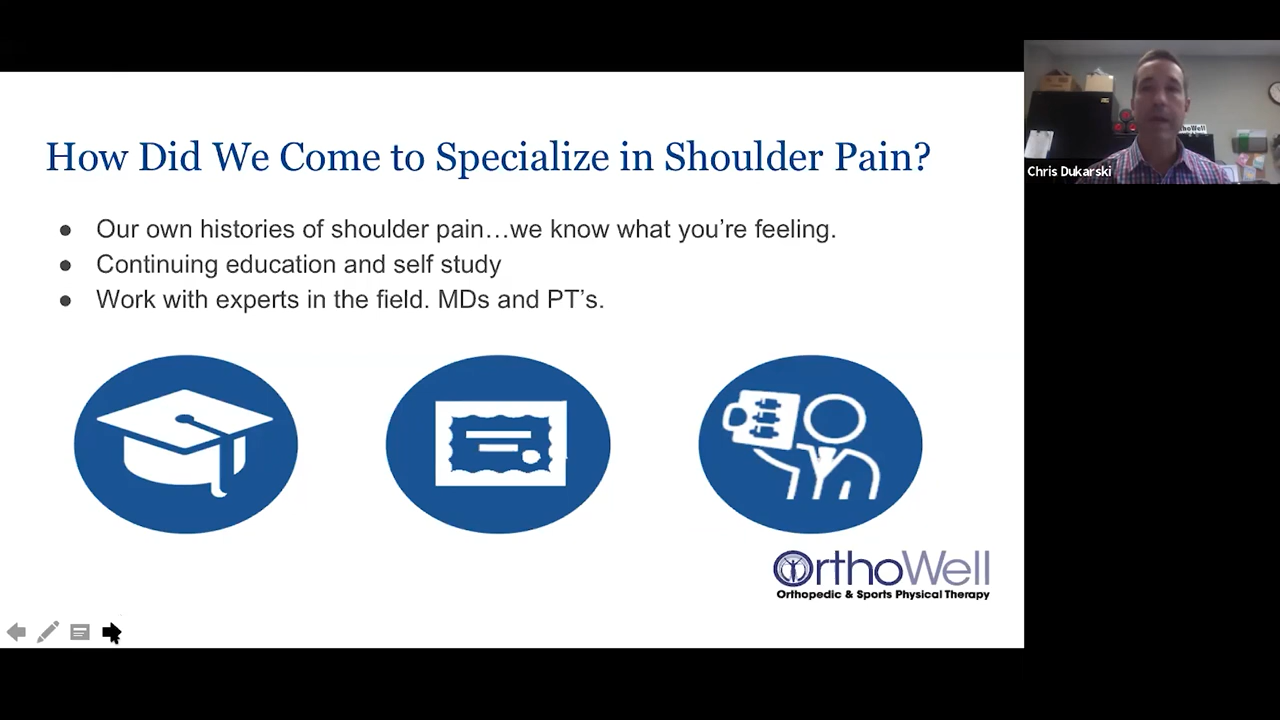 How Did We Come to Specialize in Shoulder Pain?
● Our own histories of shoulder pain…we know what you’re feeling.
● Continuing education and self study
● Work with experts in the field. MDs and PT’s.
OrthoWell
Orthopedic & Sports Physical Therapy
Chris Dukarski